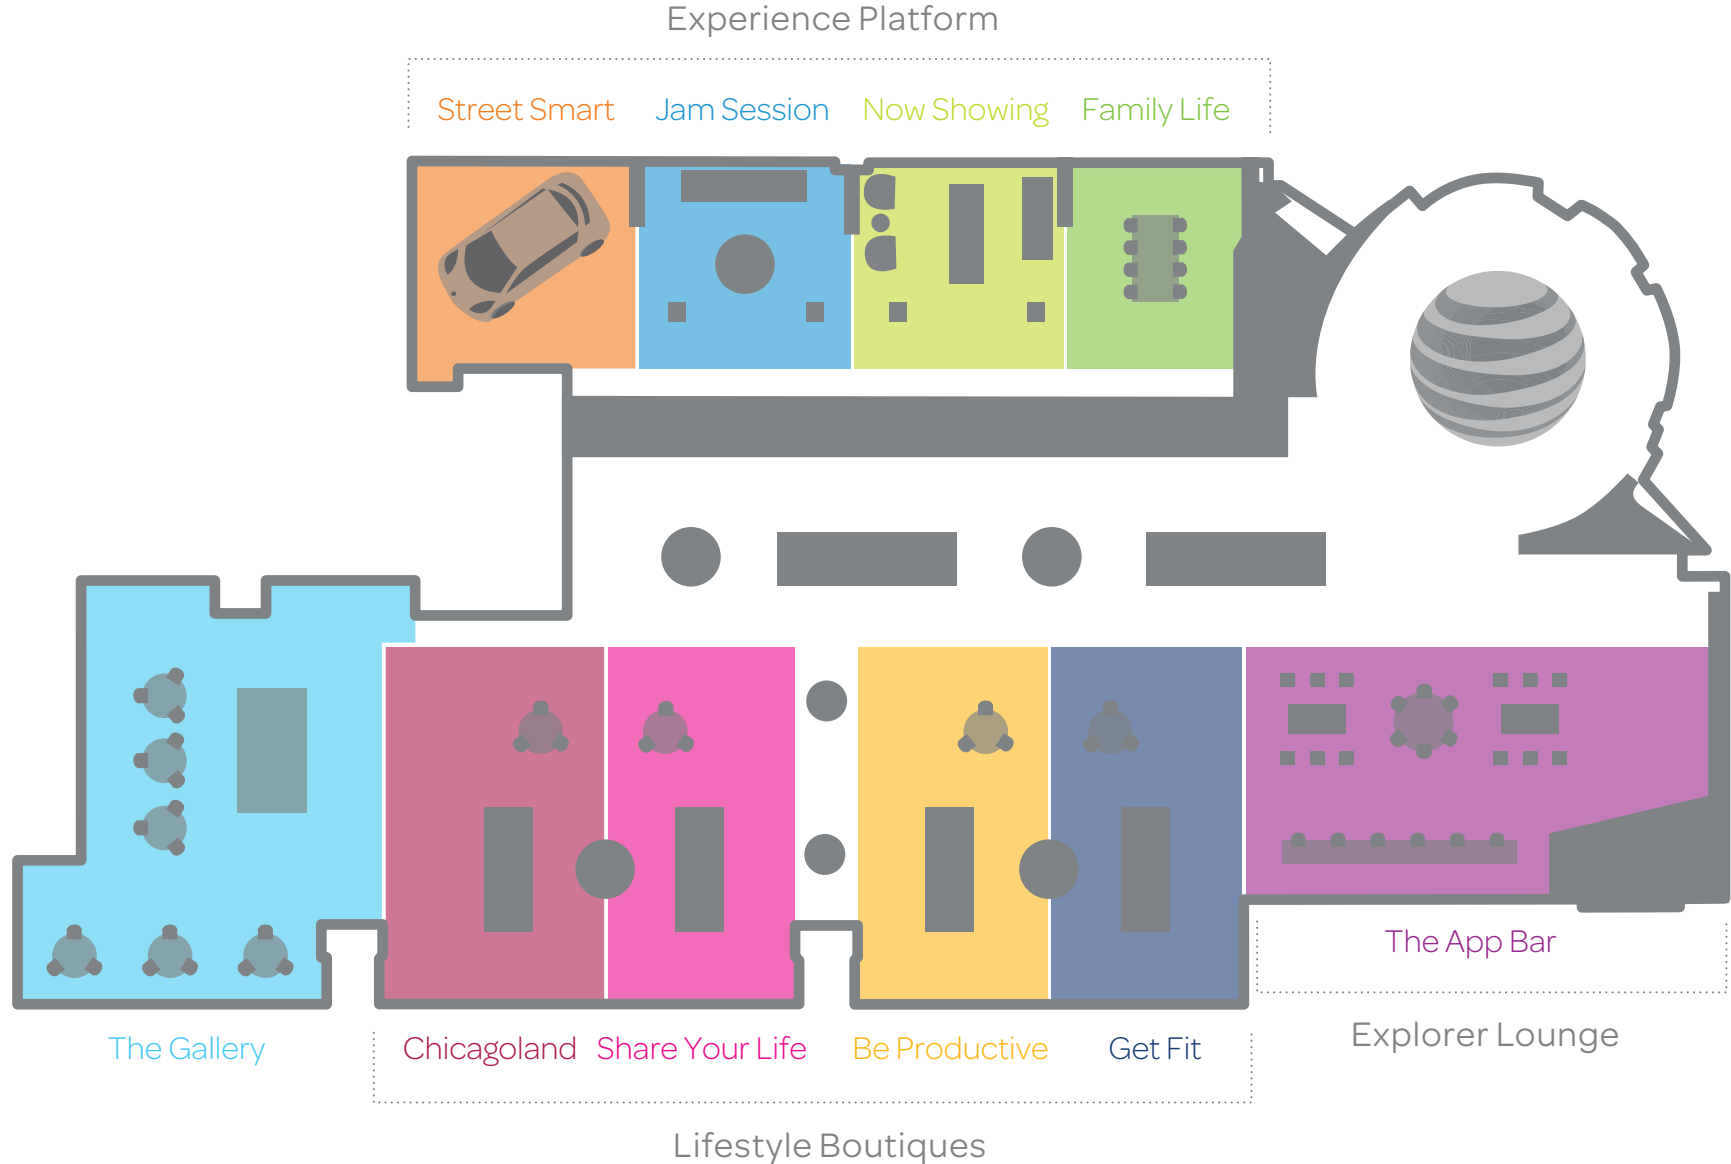 Experience Platform
Street Smart
Jam Session
Now Showing
Family Life
The App Bar
Explorer Lounge
The Gallery
Chicagoland
Share Your Life
Be Productive
Get Fit
Lifestyle Boutiques